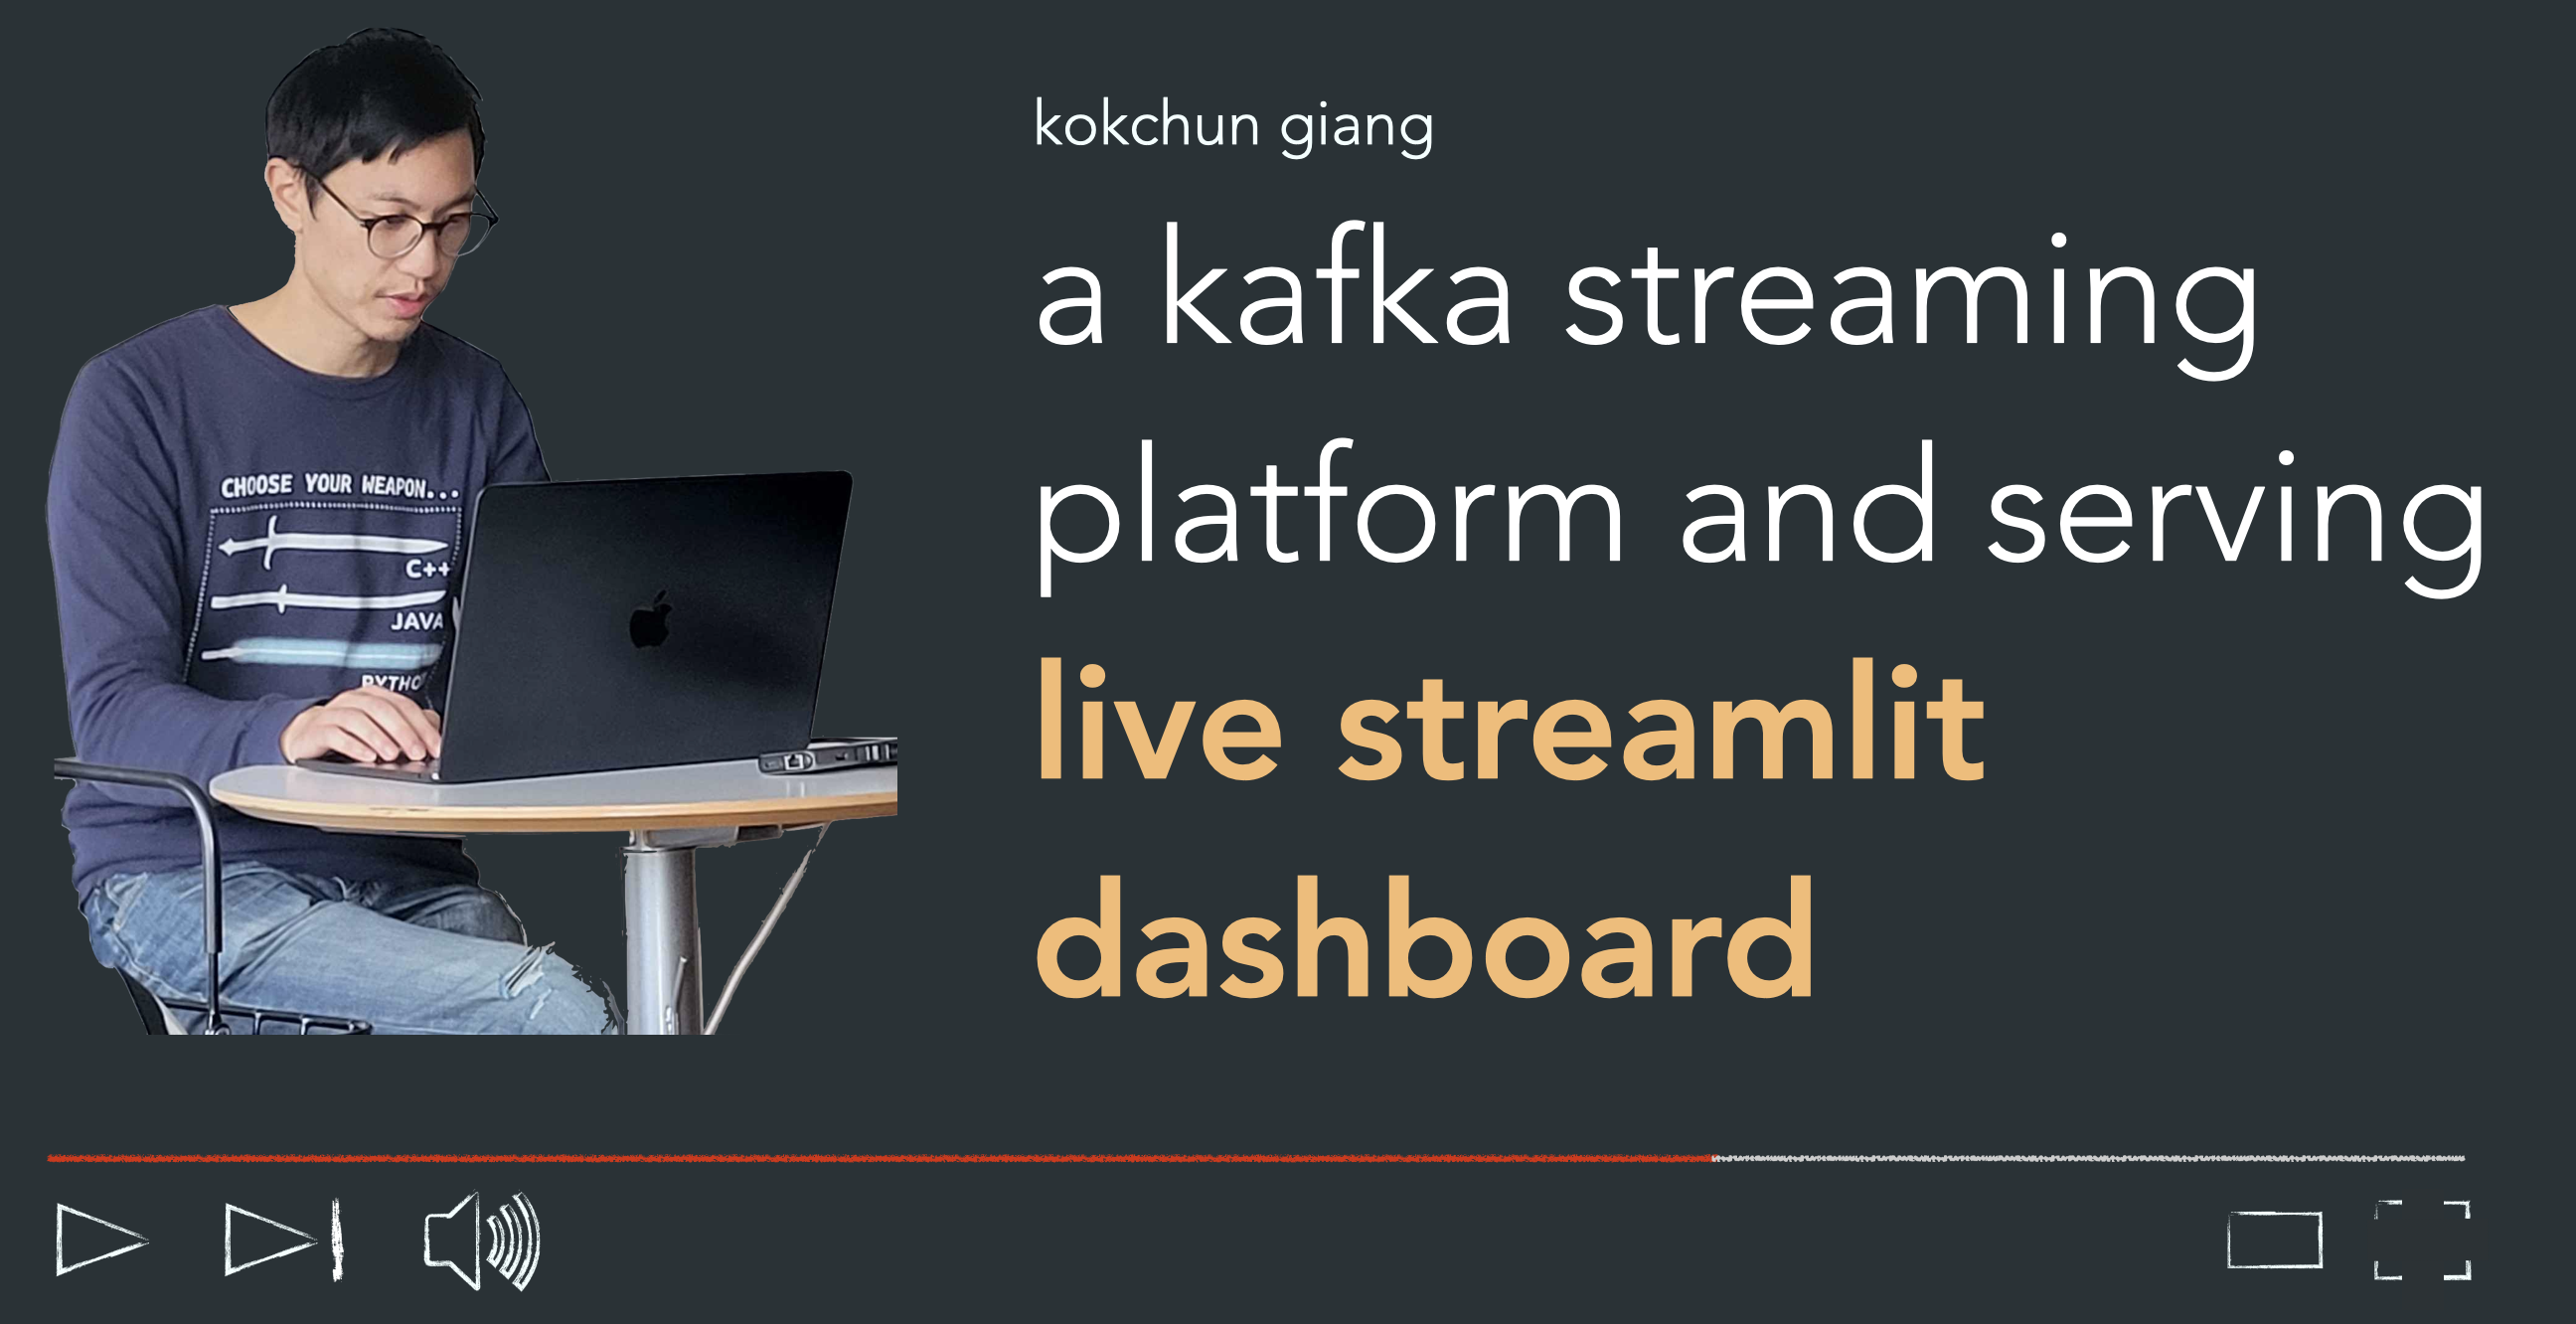 kokchun giang
a kafka streaming
platform and serving
live streamlit
dashboard
CHOOSE YOUR WEAPON...
C++
JAVA